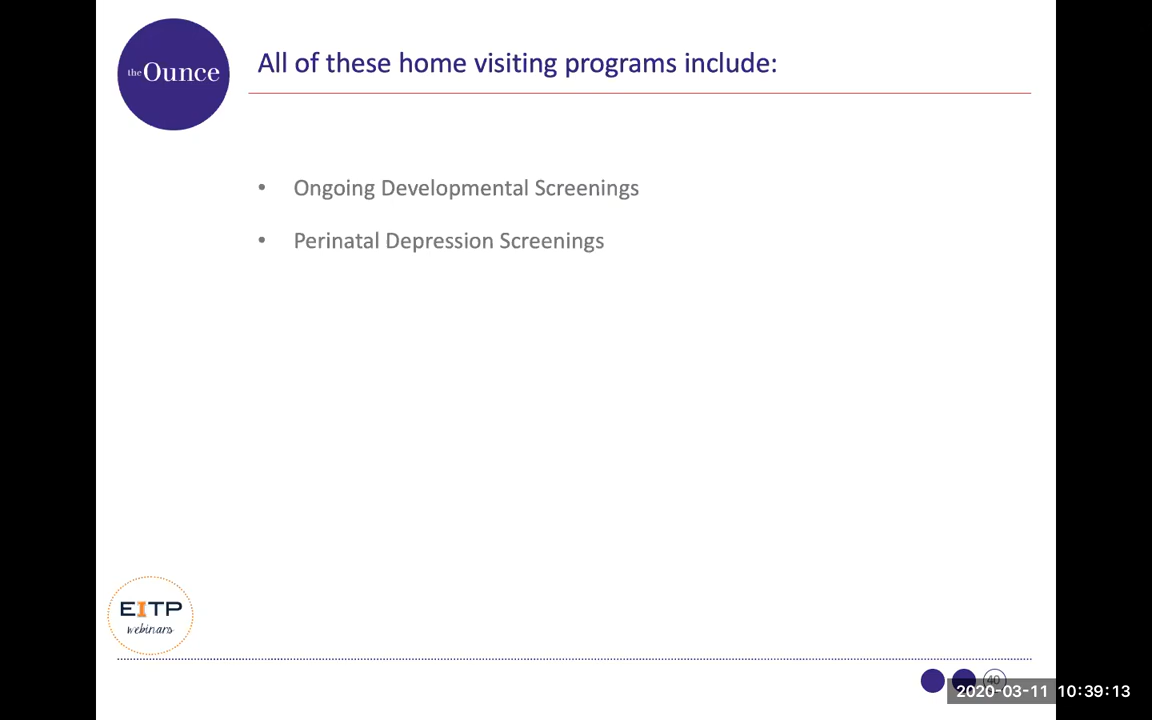 the Ounce
All of these home visiting programs include:
• Ongoing Developmental Screenings
• Perinatal Depression Screenings
EITP
webinars
40
2020-03-11 10:39:13